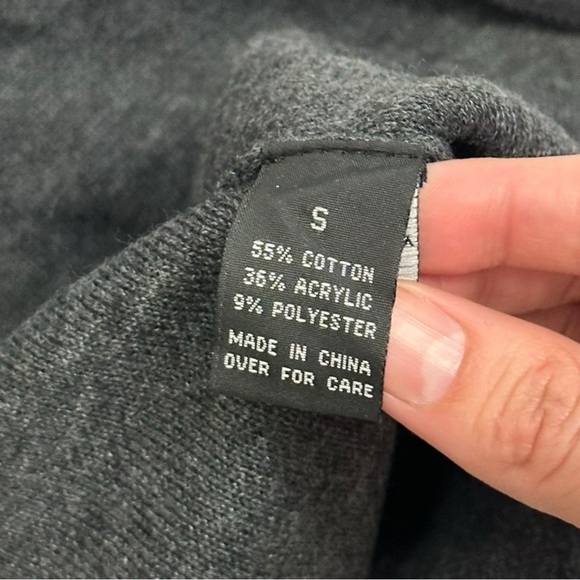 S
55% COTTON
36% ACRYLIC
9% POLYESTER
MADE IN CHINA
OVER FOR CARE